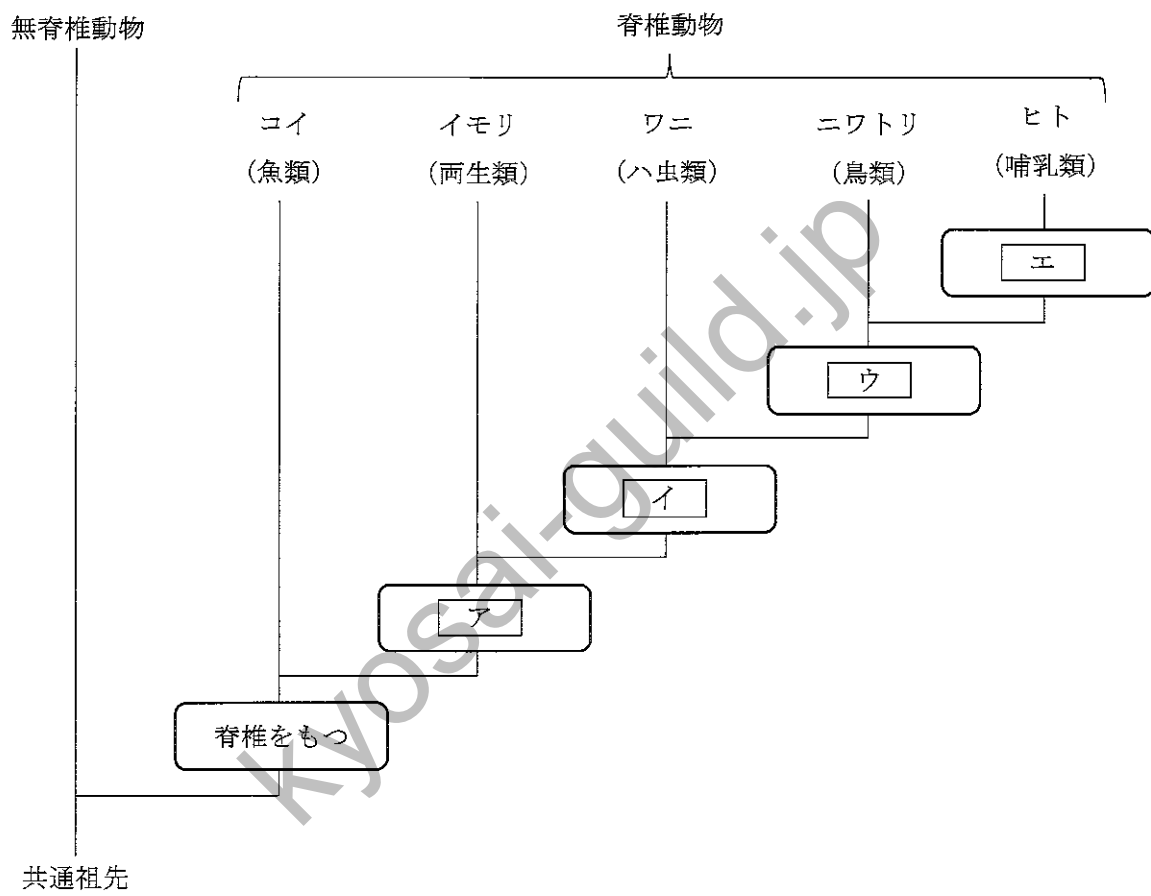 無脊椎動物
脊椎動物
コイ
(魚類)
イモリ
(両生類)
ワニ
(ハ虫類)
ニワトリ
(鳥類)
ヒト
(哺乳類)
エ
ウ
イ
ア
脊椎をもつ
共通祖先
kyosai-guild.jp